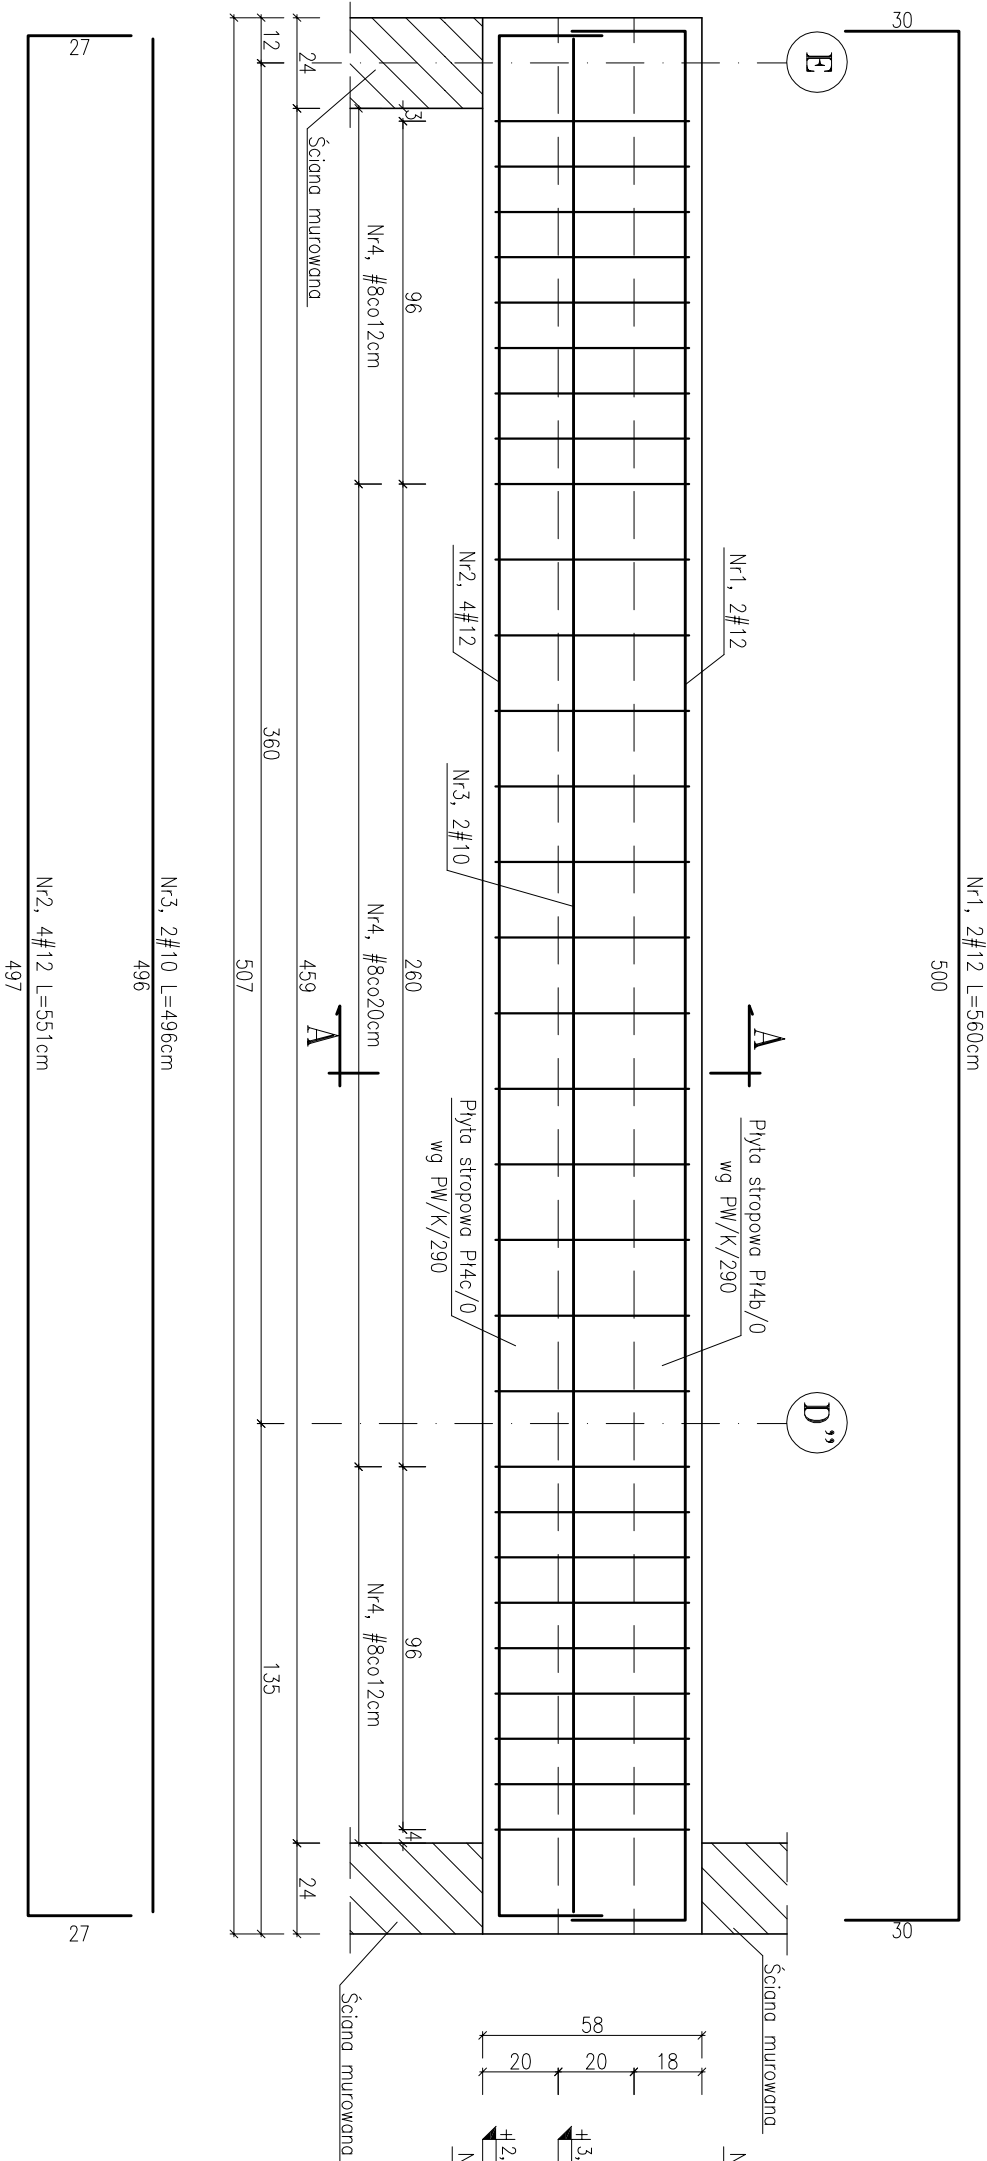 Nr1, 2#12 L=560cm
500
30
30
E
D”
Nr1, 2#12
A
Płyta stropowa Pł4b/0
wg PW/K/290
Ściana murowana
58
20
20
18
+3,
+2,
N
N
Nr2, 4#12
Nr3, 2#10
Płyta stropowa Pł4c/0
wg PW/K/290
3
96
260
96
4
Nr4, #8co12cm
Nr4, #8co20cm
Nr4, #8co12cm
A
Ściana murowana
Ściana murowana
24
459
24
12
360
135
507
Nr3, 2#10 L=496cm
496
27
27
Nr2, 4#12 L=551cm
497